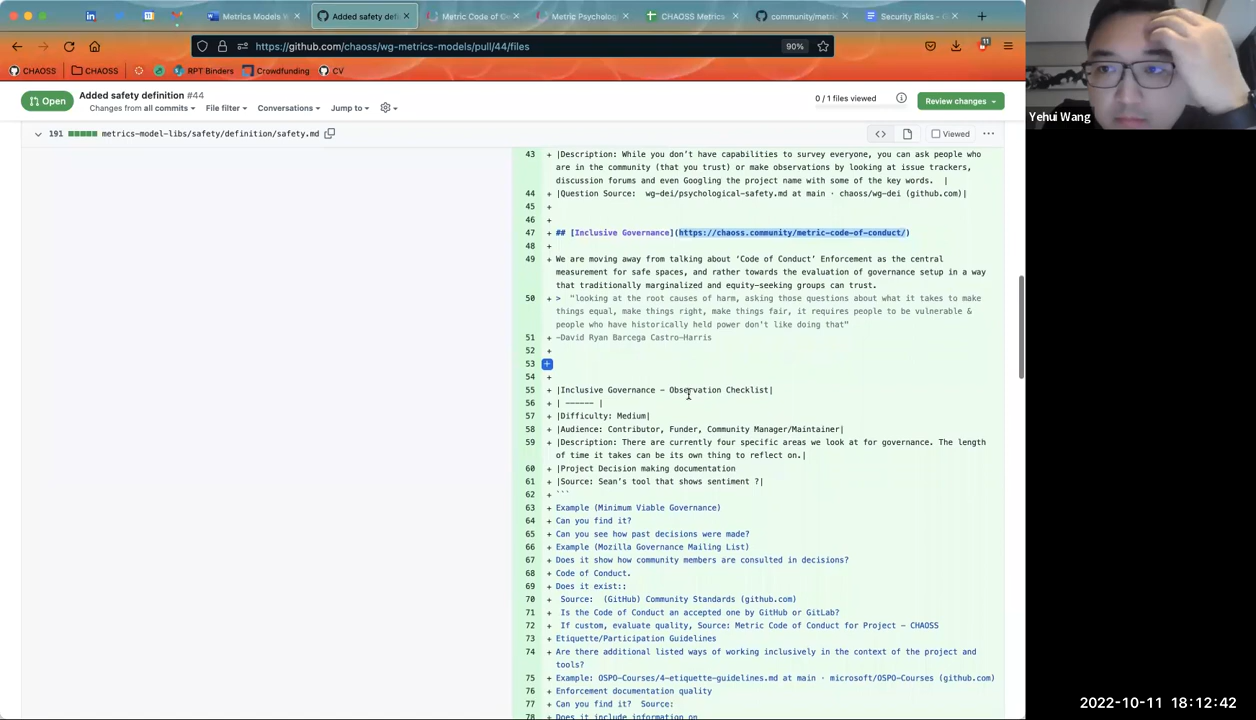 Metrics Models W
Added safety defi
Metric Code of C
Metric Psycholog
CHAOSS Metrics
community/metric
Security Risks - G
https://github.com/chaoss/wg-metrics-models/pull/44/files
90%
11
CHAOSS
CHAOSS
RPT Binders
Crowdfunding
CV
Open
Added safety definition #44
Changes from all commits
File filter
Conversations
Jump to
0 / 1 files viewed
Review changes
191
metrics-model-libs/safety/definition/safety.md
Viewed
43 + |Description: While you don't have capabilities to survey everyone, you can ask people who
are in the community (that you trust) or make observations by looking at issue trackers,
discussion forums and even Googling the project name with some of the key words. |
44 + |Question Source: wg-dei/psychological-safety.md at main · chaoss/wg-dei (github.com)|
45 +
46 +
47 + ## [Inclusive Governance](https://chaoss.community/metric-code-of-conduct/)
48 +
49 + We are moving away from talking about ‘Code of Conduct’ Enforcement as the central
measurement for safe spaces, and rather towards the evaluation of governance setup in a way
that traditionally marginalized and equity-seeking groups can trust.
50 + > "looking at the root causes of harm, asking those questions about what it takes to make
things equal, make things right, make things fair, it requires people to be vulnerable &
people who have historically held power don't like doing that"
51 + -David Ryan Barcega Castro-Harris
52 +
53 +
54 +
55 + |Inclusive Governance - Observation Checklist|
56 + | ------ |
57 + |Difficulty: Medium|
58 + |Audience: Contributor, Funder, Community Manager/Maintainer|
59 + |Description: There are currently four specific areas we look at for governance. The length
of time it takes can be its own thing to reflect on.|
60 + |Project Decision making documentation
61 + |Source: Sean's tool that shows sentiment ?|
62 + ```
63 + Example (Minimum Viable Governance)
64 + Can you find it?
65 + Can you see how past decisions were made?
66 + Example (Mozilla Governance Mailing List)
67 + Does it show how community members are consulted in decisions?
68 + Code of Conduct.
69 + Does it exist::
70 + Source: (GitHub) Community Standards (github.com)
71 + Is the Code of Conduct an accepted one by GitHub or GitLab?
72 + If custom, evaluate quality, Source: Metric Code of Conduct for Project - CHAOSS
73 + Etiquette/Participation Guidelines
74 + Are there additional listed ways of working inclusively in the context of the project and
tools?
75 + Example: OSPO-Courses/4-etiquette-guidelines.md at main · microsoft/OSPO-Courses (github.com)
76 + Enforcement documentation quality
77 + Can you find it? Source:
78 + Does it include information on
Yehui Wang
2022-10-11 18:12:42